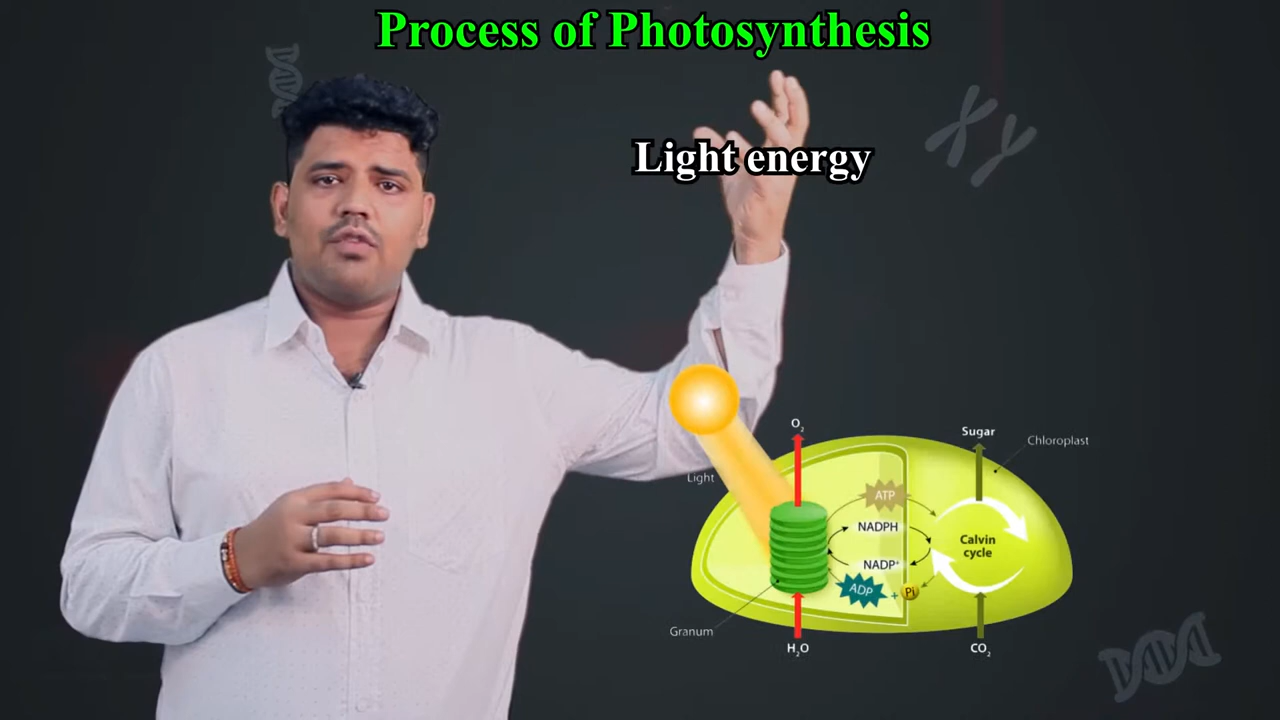 Process of Photosynthesis
Light energy
O₂
Sugar
Chloroplast
Light
ATP
NADPH
Calvin
cycle
NADP⁺
ADP
+
Pi
Granum
H₂O
CO₂